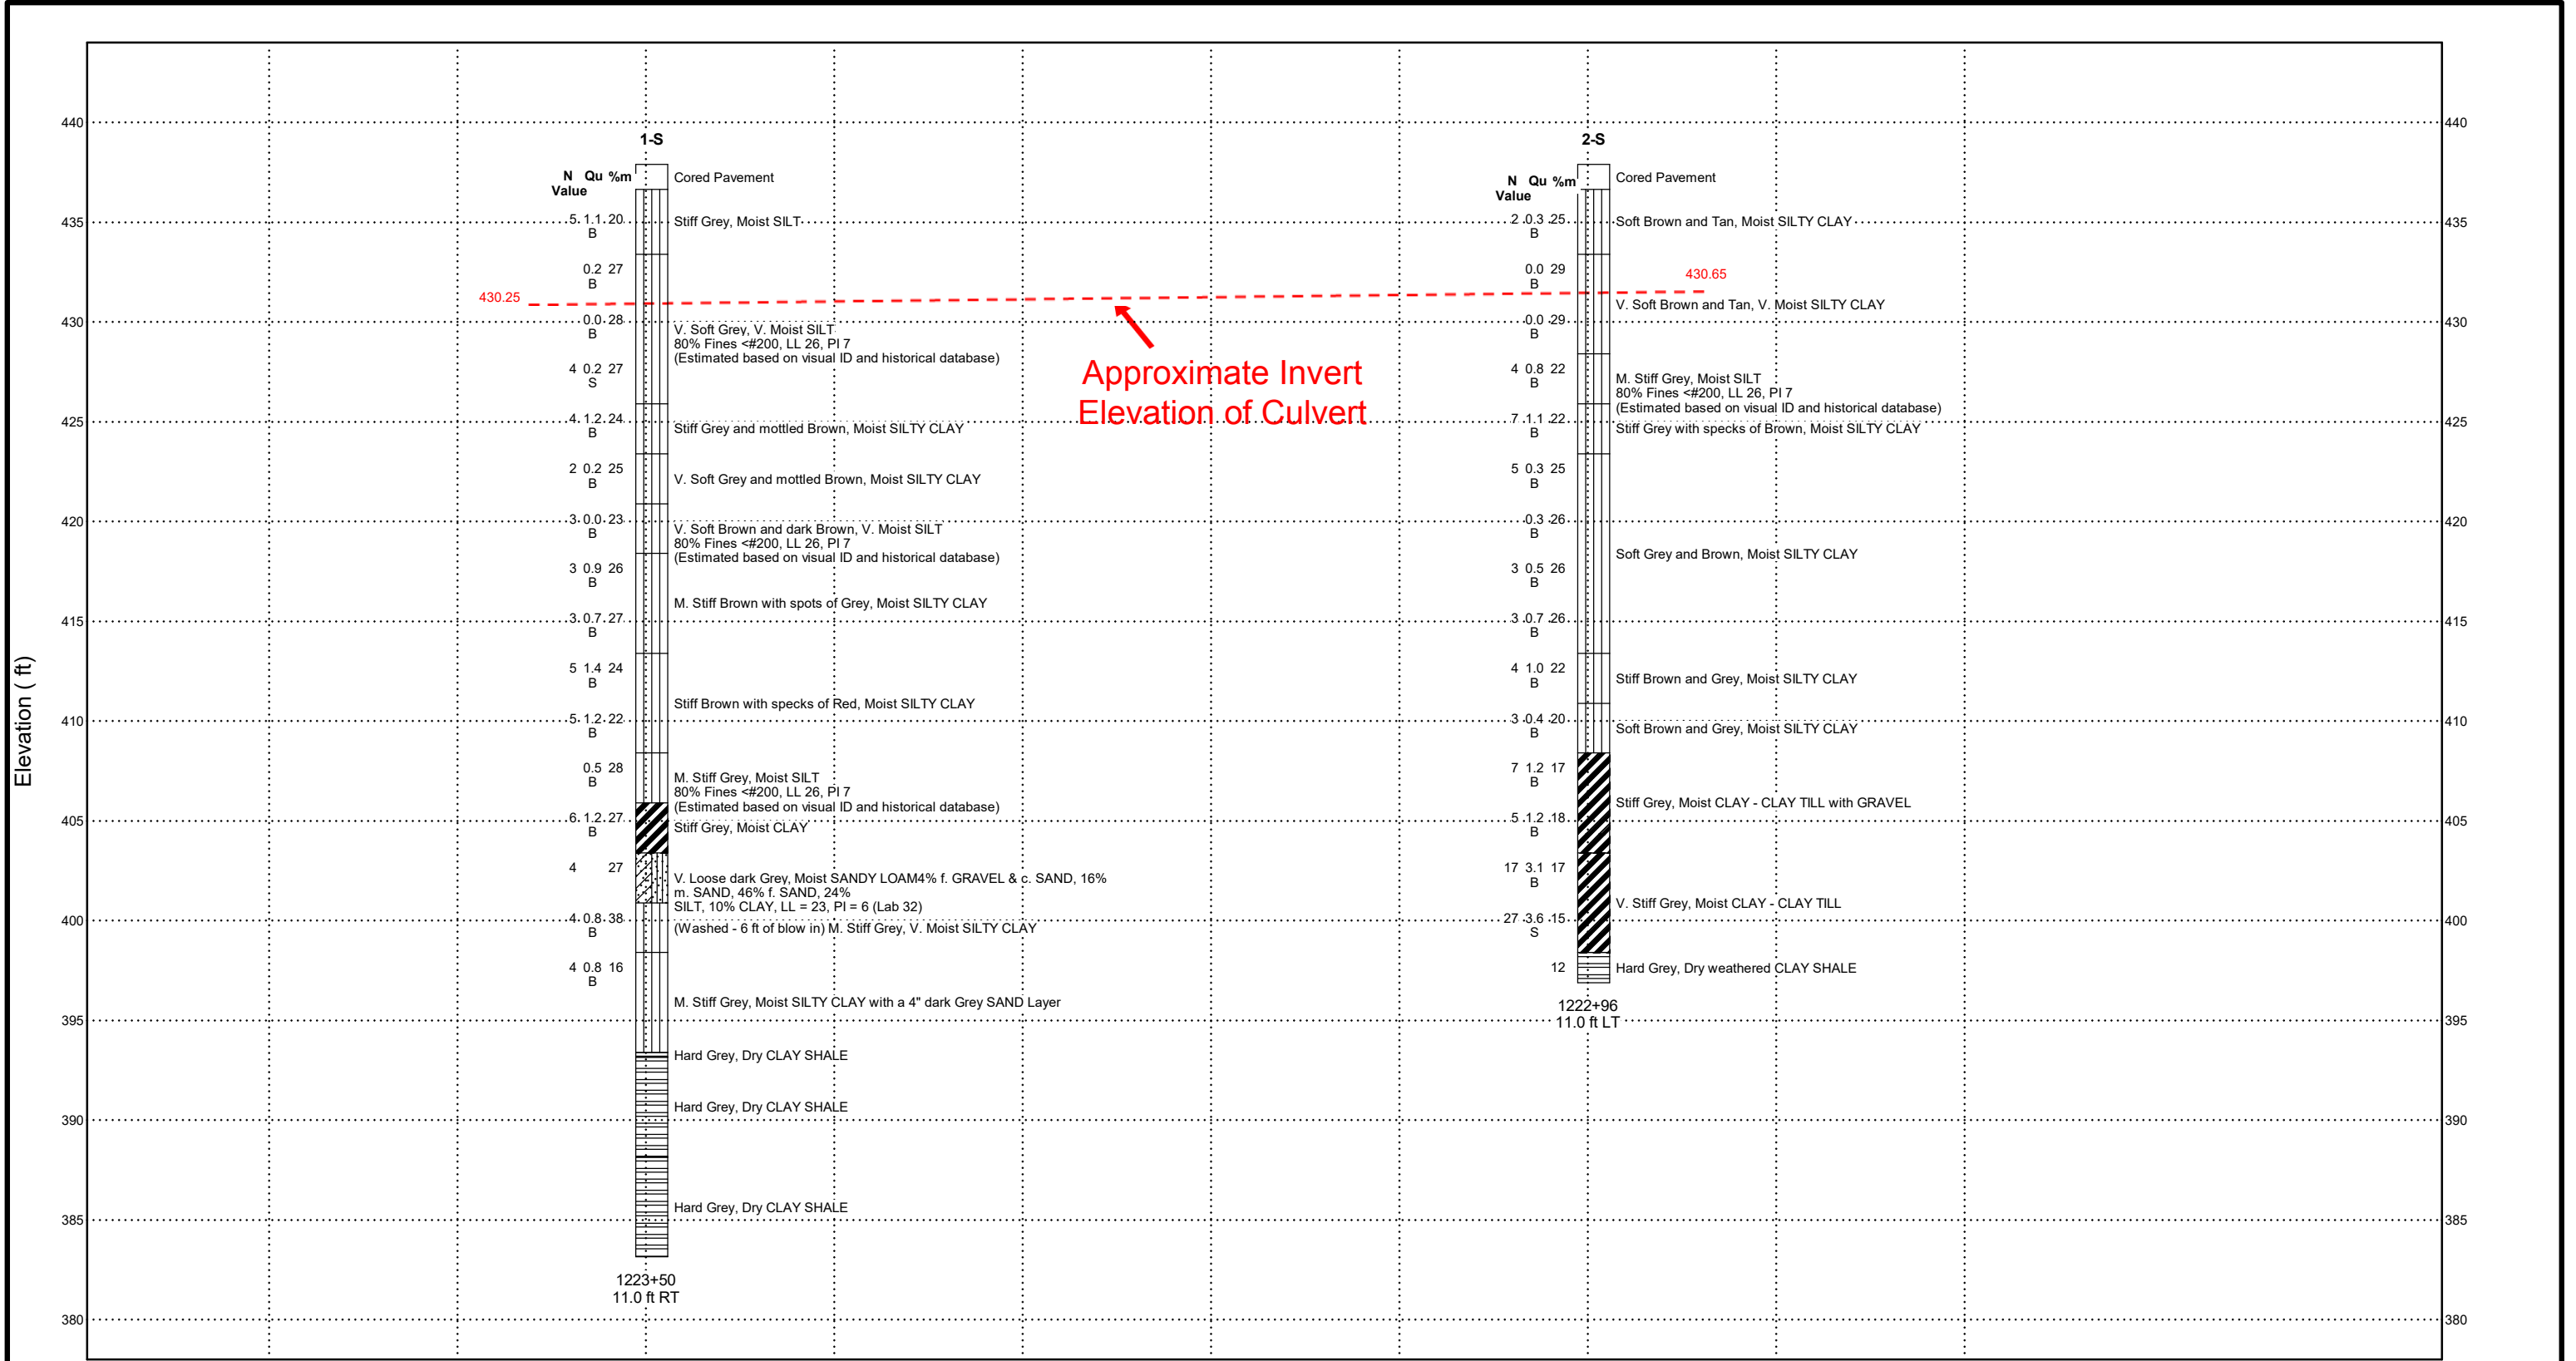 440
440
1-S
2-S
N Qu %m
Value
Cored Pavement
N Qu %m
Value
Cored Pavement
435
5 1.1 20
B
Stiff Grey, Moist SILT
2 0.3 25
B
Soft Brown and Tan, Moist SILTY CLAY
435
0.2 27
B
0.0 29
B
430.65
430.25
V. Soft Brown and Tan, V. Moist SILTY CLAY
430
0.0 28
B
V. Soft Grey, V. Moist SILT
80% Fines <#200, LL 26, PI 7
(Estimated based on visual ID and historical database)
0.0 29
B
430
Approximate Invert
Elevation of Culvert
4 0.2 27
S
4 0.8 22
B
M. Stiff Grey, Moist SILT
80% Fines <#200, LL 26, PI 7
(Estimated based on visual ID and historical database)
425
4 1.2 24
B
Stiff Grey and mottled Brown, Moist SILTY CLAY
7 1.1 22
B
Stiff Grey with specks of Brown, Moist SILTY CLAY
425
2 0.2 25
B
V. Soft Grey and mottled Brown, Moist SILTY CLAY
5 0.3 25
B
420
3 0.0 23
V. Soft Brown and dark Brown, V. Moist SILT
80% Fines <#200, LL 26, PI 7
(Estimated based on visual ID and historical database)
B
0.3 26
B
420
Soft Grey and Brown, Moist SILTY CLAY
3 0.9 26
B
3 0.5 26
B
M. Stiff Brown with spots of Grey, Moist SILTY CLAY
415
3 0.7 27
B
3 0.7 26
B
415
Elevation ( ft)
5 1.4 24
B
4 1.0 22
B
Stiff Brown and Grey, Moist SILTY CLAY
Stiff Brown with specks of Red, Moist SILTY CLAY
410
5 1.2 22
B
3 0.4 20
B
Soft Brown and Grey, Moist SILTY CLAY
410
0.5 28
B
M. Stiff Grey, Moist SILT
80% Fines <#200, LL 26, PI 7
(Estimated based on visual ID and historical database)
7 1.2 17
B
Stiff Grey, Moist CLAY - CLAY TILL with GRAVEL
405
6 1.2 27
B
Stiff Grey, Moist CLAY
5 1.2 18
B
405
4 27
V. Loose dark Grey, Moist SANDY LOAM4% f. GRAVEL & c. SAND, 16%
m. SAND, 46% f. SAND, 24%
SILT, 10% CLAY, LL = 23, PI = 6 (Lab 32)
17 3.1 17
B
V. Stiff Grey, Moist CLAY - CLAY TILL
400
4 0.8 38
B
(Washed - 6 ft of blow in) M. Stiff Grey, V. Moist SILTY CLAY
27 3.6 15
S
400
4 0.8 16
B
12
Hard Grey, Dry weathered CLAY SHALE
M. Stiff Grey, Moist SILTY CLAY with a 4" dark Grey SAND Layer
1222+96
11.0 ft LT
395
395
Hard Grey, Dry CLAY SHALE
Hard Grey, Dry CLAY SHALE
390
390
Hard Grey, Dry CLAY SHALE
385
385
1223+50
11.0 ft RT
380
380